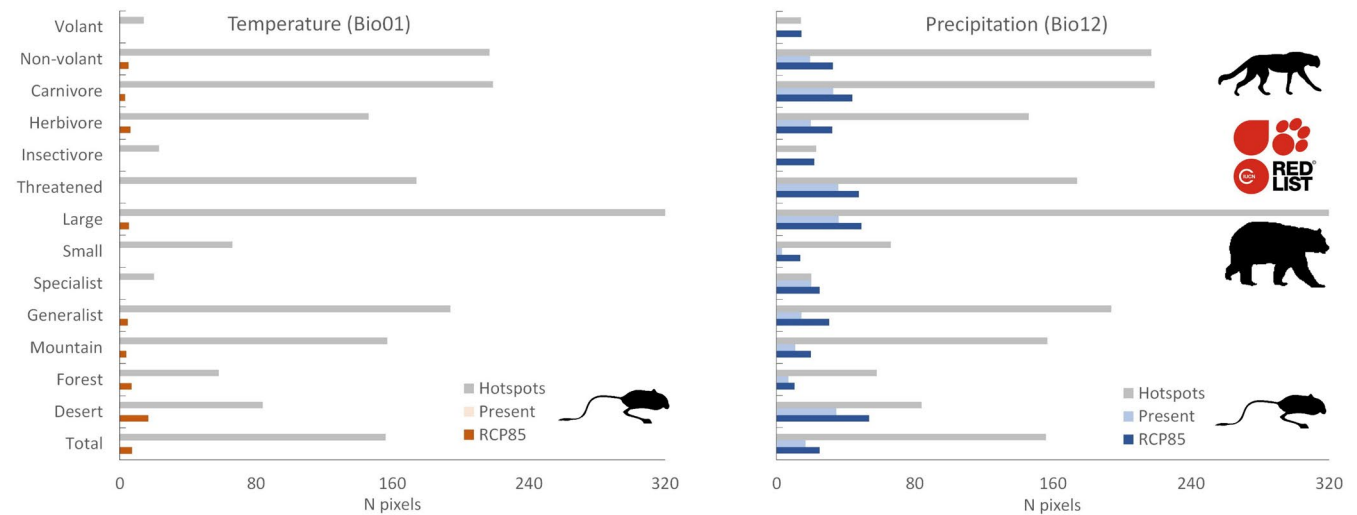 Temperature (Bio01)
Volant
Non-volant
Carnivore
Herbivore
Insectivore
Threatened
Large
Small
Specialist
Generalist
Mountain
Forest
Desert
Total
Hotspots
Present
RCP85
0 80 160 240 320
N pixels
Precipitation (Bio12)
IUCN
RED
LIST
Hotspots
Present
RCP85
0 80 160 240 320
N pixels